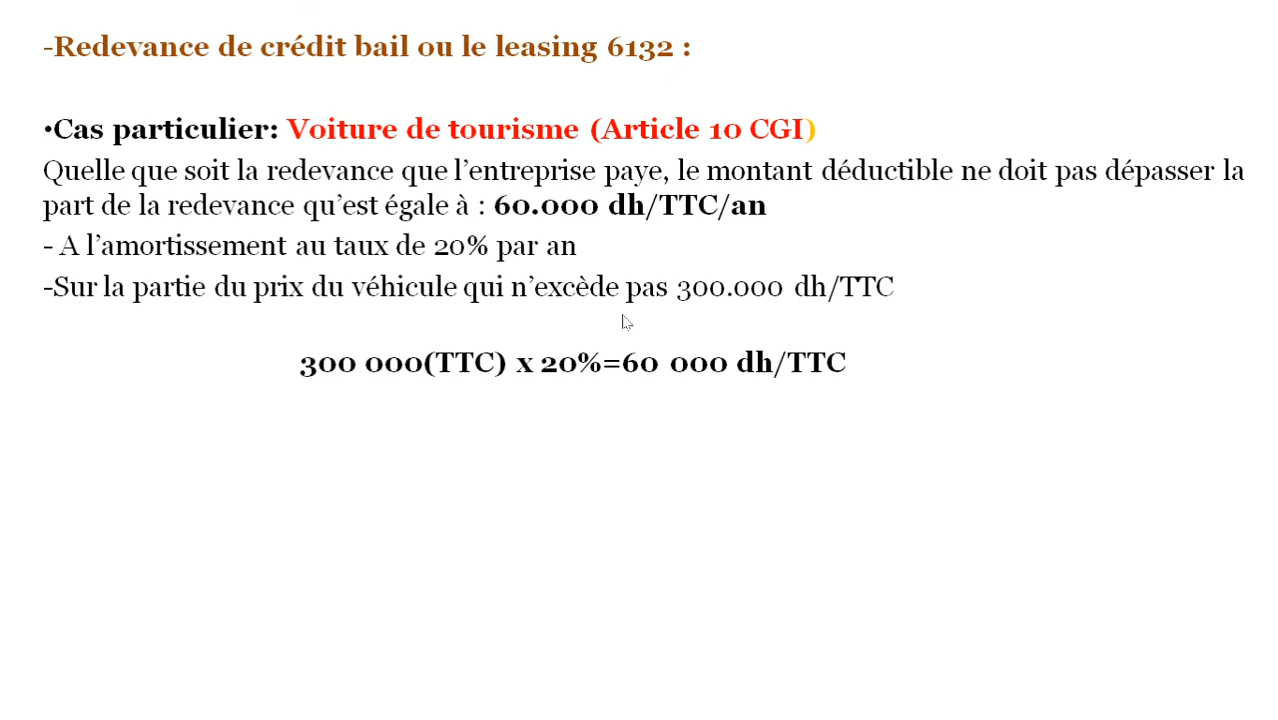 -Redevance de crédit bail ou le leasing 6132 :
•Cas particulier: Voiture de tourisme (Article 10 CGI)
Quelle que soit la redevance que l’entreprise paye, le montant déductible ne doit pas dépasser la
part de la redevance qu’est égale à : 60.000 dh/TTC/an
- A l’amortissement au taux de 20% par an
-Sur la partie du prix du véhicule qui n’excède pas 300.000 dh/TTC
300 000(TTC) x 20%=60 000 dh/TTC